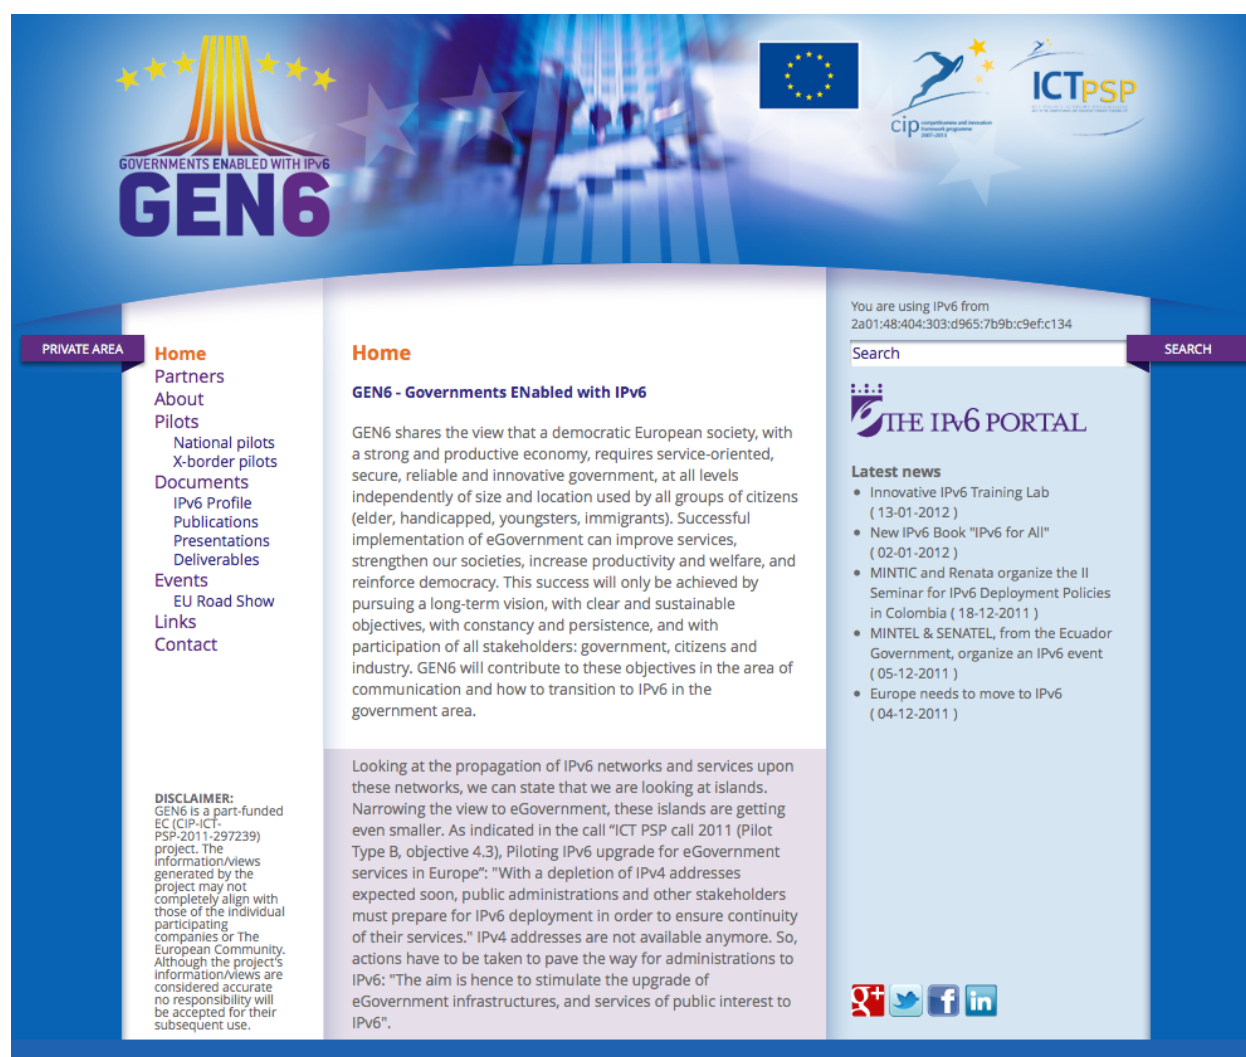 GOVERNMENTS ENABLED WITH IPv6
GEN6
cip
competitiveness and innovation
framework programme
2007-2013
ICTPSP
PRIVATE AREA
Home
Partners
About
Pilots
National pilots
X-border pilots
Documents
IPv6 Profile
Publications
Presentations
Deliverables
Events
EU Road Show
Links
Contact
DISCLAIMER:
GEN6 is a part-funded
EC (CIP-ICT-
PSP-2011-297239)
project. The
information/views
generated by the
project may not
completely align with
those of the individual
participating
companies or The
European Community.
Although the project's
information/views are
considered accurate
no responsibility will
be accepted for their
subsequent use.
Home
GEN6 - Governments ENabled with IPv6
GEN6 shares the view that a democratic European society, with
a strong and productive economy, requires service-oriented,
secure, reliable and innovative government, at all levels
independently of size and location used by all groups of citizens
(elder, handicapped, youngsters, immigrants). Successful
implementation of eGovernment can improve services,
strengthen our societies, increase productivity and welfare, and
reinforce democracy. This success will only be achieved by
pursuing a long-term vision, with clear and sustainable
objectives, with constancy and persistence, and with
participation of all stakeholders: government, citizens and
industry. GEN6 will contribute to these objectives in the area of
communication and how to transition to IPv6 in the
government area.
Looking at the propagation of IPv6 networks and services upon
these networks, we can state that we are looking at islands.
Narrowing the view to eGovernment, these islands are getting
even smaller. As indicated in the call “ICT PSP call 2011 (Pilot
Type B, objective 4.3), Piloting IPv6 upgrade for eGovernment
services in Europe”: "With a depletion of IPv4 addresses
expected soon, public administrations and other stakeholders
must prepare for IPv6 deployment in order to ensure continuity
of their services." IPv4 addresses are not available anymore. So,
actions have to be taken to pave the way for administrations to
IPv6: "The aim is hence to stimulate the upgrade of
eGovernment infrastructures, and services of public interest to
IPv6".
You are using IPv6 from
2a01:48:404:303:d965:7b9b:c9ef:c134
Search
SEARCH
THE IPv6 PORTAL
Latest news
• Innovative IPv6 Training Lab
( 13-01-2012 )
• New IPv6 Book "IPv6 for All"
( 02-01-2012 )
• MINTIC and Renata organize the II
Seminar for IPv6 Deployment Policies
in Colombia ( 18-12-2011 )
• MINTEL & SENATEL, from the Ecuador
Government, organize an IPv6 event
( 05-12-2011 )
• Europe needs to move to IPv6
( 04-12-2011 )
g+
f
in